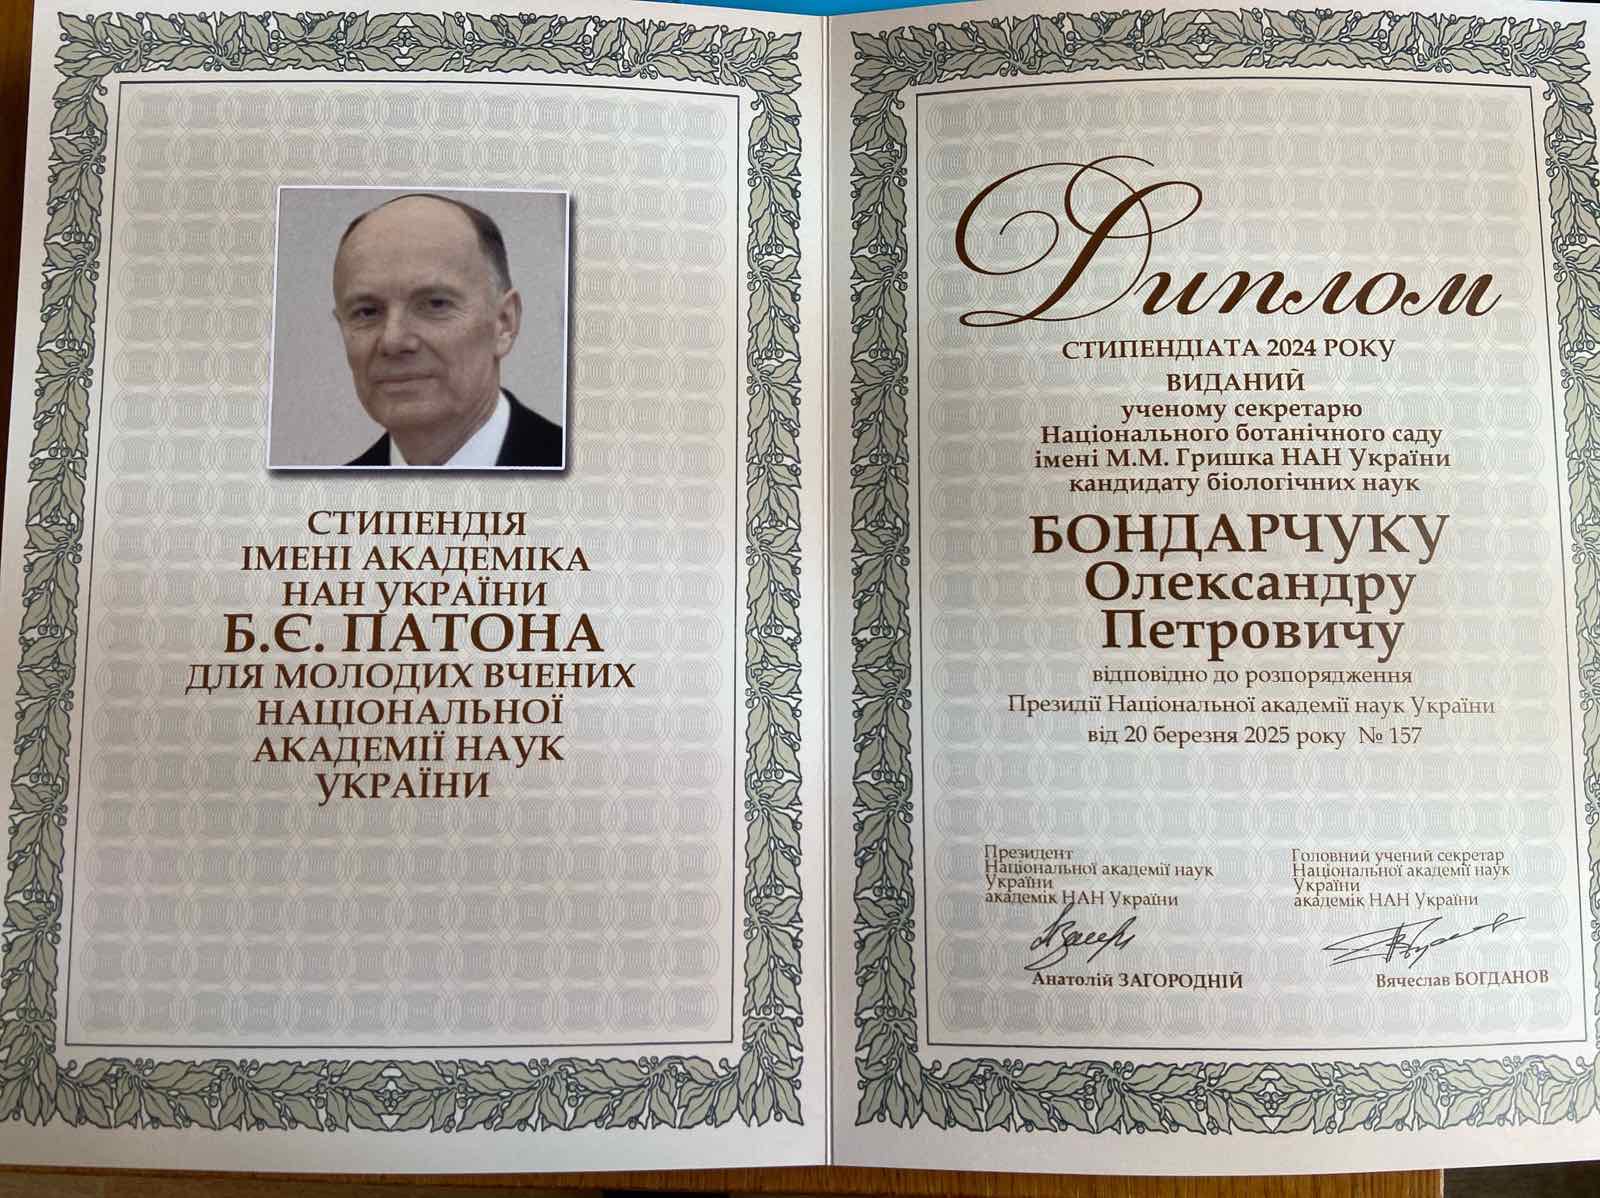 СТИПЕНДІЯ
ІМЕНІ АКАДЕМІКА
НАН УКРАЇНИ
Б.Є. ПАТОНА
ДЛЯ МОЛОДИХ ВЧЕНИХ
НАЦІОНАЛЬНОЇ
АКАДЕМІЇ НАУК
УКРАЇНИ
Диплом
СТИПЕНДІАТА 2024 РОКУ
ВИДАНИЙ
ученому секретарю
Національного ботанічного саду
імені М.М. Гришка НАН України
кандидату біологічних наук
БОНДАРЧУКУ
Олександру
Петровичу
відповідно до розпорядження
Президії Національної академії наук України
від 20 березня 2025 року № 157
Президент
Національної академії наук
України
академік НАН України
Анатолій ЗАГОРОДНІЙ
Головний учений секретар
Національної академії наук
України
академік НАН України
Вячеслав БОГДАНОВ